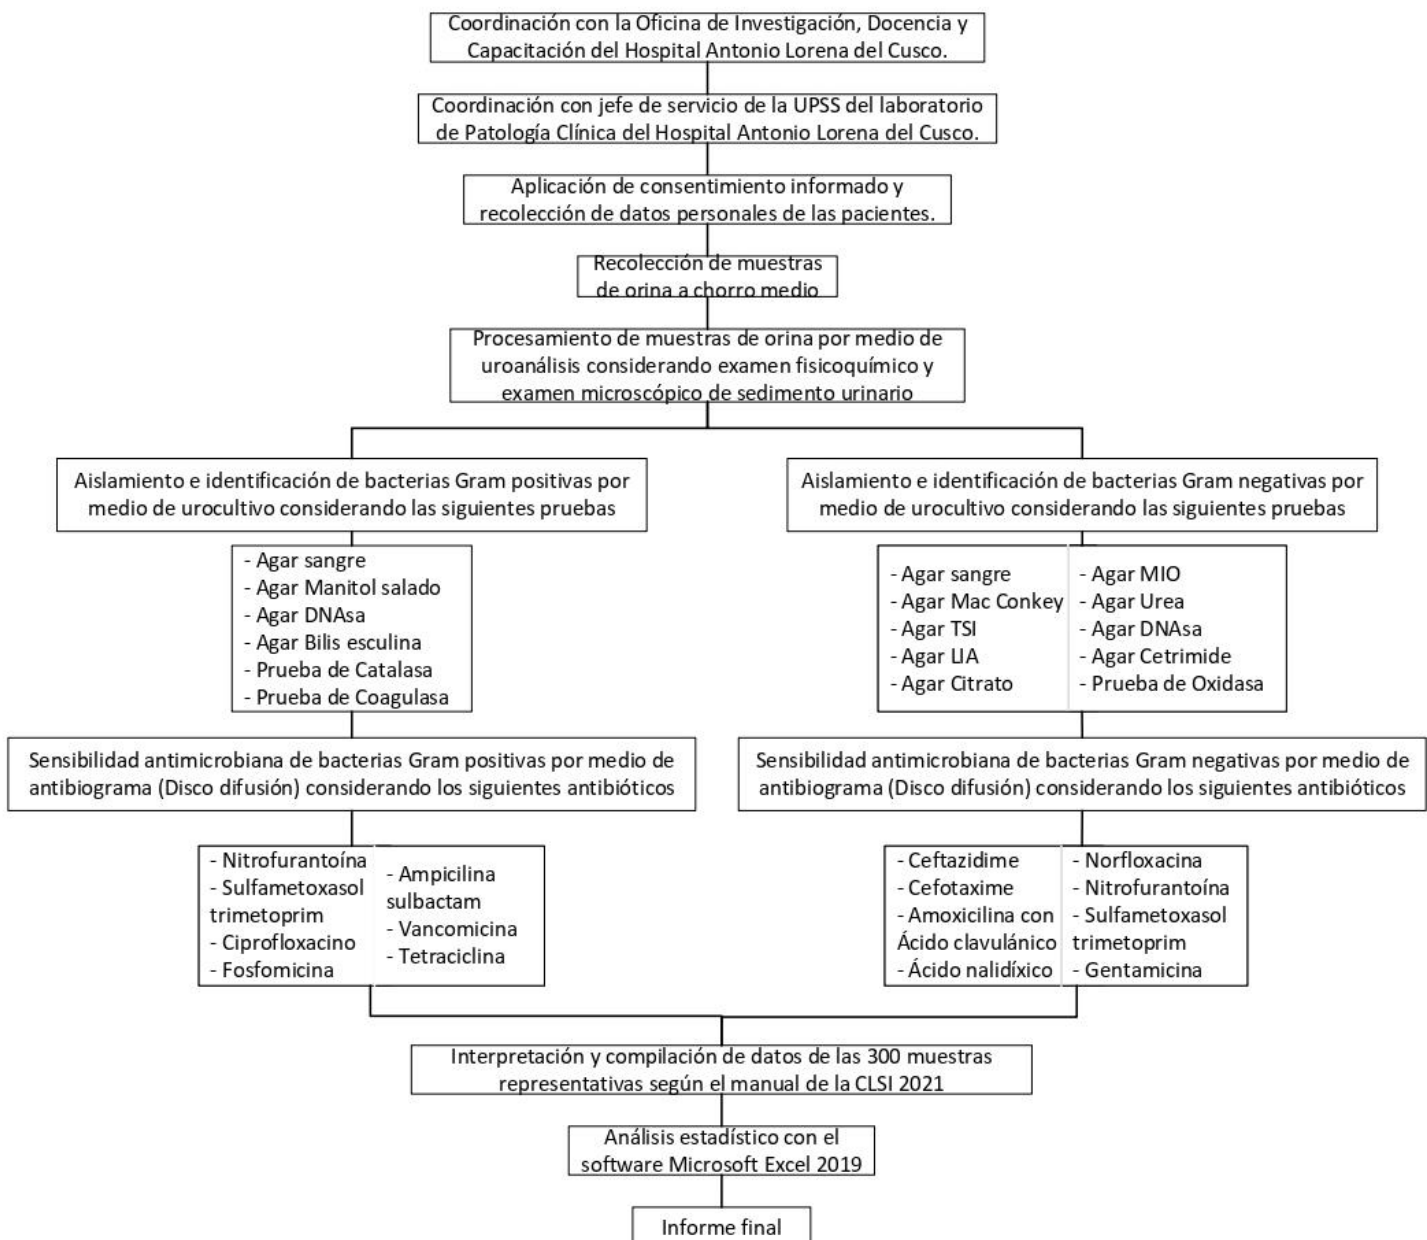 Coordinación con la Oficina de Investigación, Docencia y
Capacitación del Hospital Antonio Lorena del Cusco.
Coordinación con jefe de servicio de la UPSS del laboratorio
de Patología Clínica del Hospital Antonio Lorena del Cusco.
Aplicación de consentimiento informado y
recolección de datos personales de las pacientes.
Recolección de muestras
de orina a chorro medio
Procesamiento de muestras de orina por medio de
uroanálisis considerando examen fisicoquímico y
examen microscópico de sedimento urinario
Aislamiento e identificación de bacterias Gram positivas por
medio de urocultivo considerando las siguientes pruebas
- Agar sangre
- Agar Manitol salado
- Agar DNAsa
- Agar Bilis esculina
- Prueba de Catalasa
- Prueba de Coagulasa
Sensibilidad antimicrobiana de bacterias Gram positivas por medio de
antibiograma (Disco difusión) considerando los siguientes antibióticos
- Nitrofurantoína
- Sulfametoxasol
trimetoprim
- Ciprofloxacino
- Fosfomicina
- Ampicilina
sulbactam
- Vancomicina
- Tetraciclina
Aislamiento e identificación de bacterias Gram negativas por
medio de urocultivo considerando las siguientes pruebas
- Agar sangre
- Agar Mac Conkey
- Agar TSI
- Agar LIA
- Agar Citrato
- Agar MIO
- Agar Urea
- Agar DNAsa
- Agar Cetrimide
- Prueba de Oxidasa
Sensibilidad antimicrobiana de bacterias Gram negativas por medio de
antibiograma (Disco difusión) considerando los siguientes antibióticos
- Ceftazidime
- Cefotaxime
- Amoxicilina con
Ácido clavulánico
- Ácido nalidíxico
- Norfloxacina
- Nitrofurantoína
- Sulfametoxasol
trimetoprim
- Gentamicina
Interpretación y compilación de datos de las 300 muestras
representativas según el manual de la CLSI 2021
Análisis estadístico con el
software Microsoft Excel 2019
Informe final